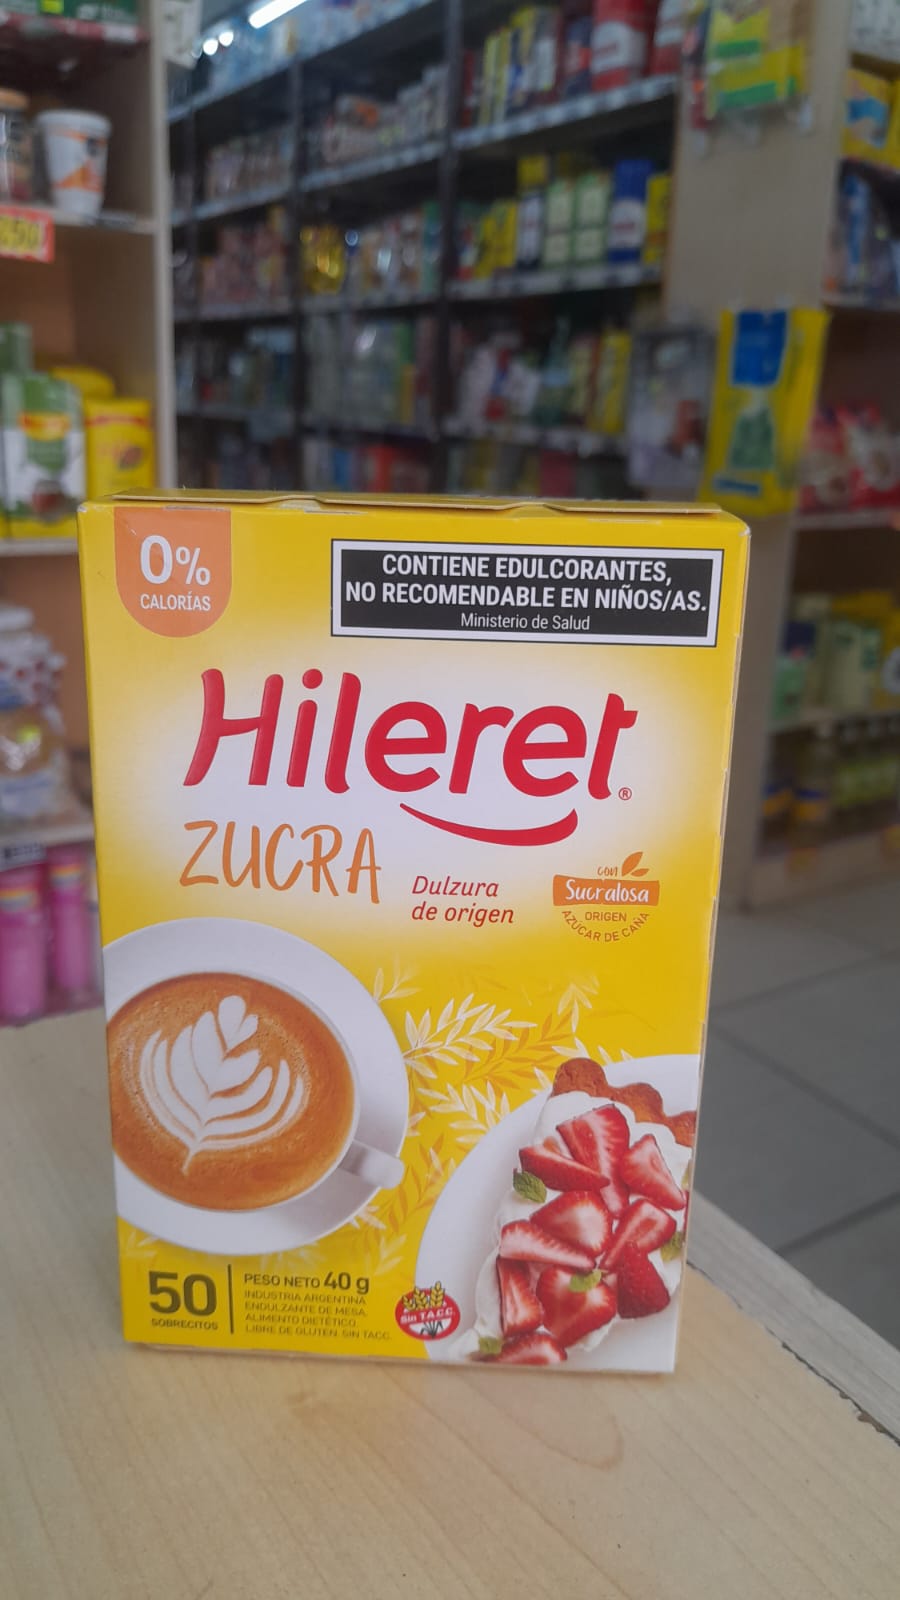 0%
CALORÍAS
CONTIENE EDULCORANTES,
NO RECOMENDABLE EN NIÑOS/AS.
Ministerio de Salud
Hileret®
ZUCRA
Dulzura
de origen
con
Sucralosa
ORIGEN
AZÚCAR DE CAÑA
50
SOBRECITOS
PESO NETO 40 g
INDUSTRIA ARGENTINA
ENDULZANTE DE MESA.
ALIMENTO DIETÉTICO.
LIBRE DE GLUTEN. SIN TACC.
Sin T.A.C.C.